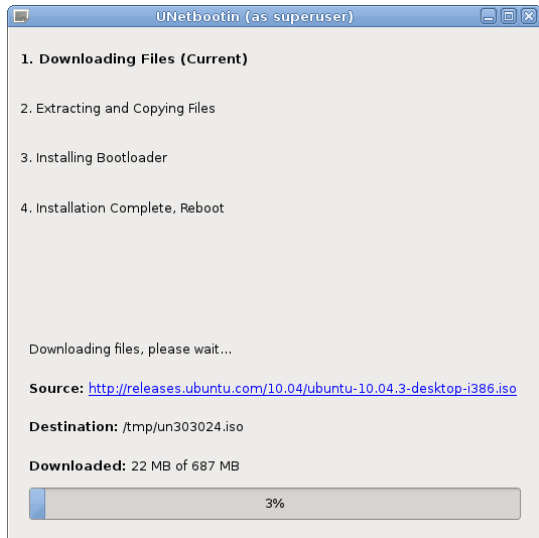 UNetbootin (as superuser)
1. Downloading Files (Current)
2. Extracting and Copying Files
3. Installing Bootloader
4. Installation Complete, Reboot
Downloading files, please wait...
Source: http://releases.ubuntu.com/10.04/ubuntu-10.04.3-desktop-i386.iso
Destination: /tmp/un303024.iso
Downloaded: 22 MB of 687 MB
3%